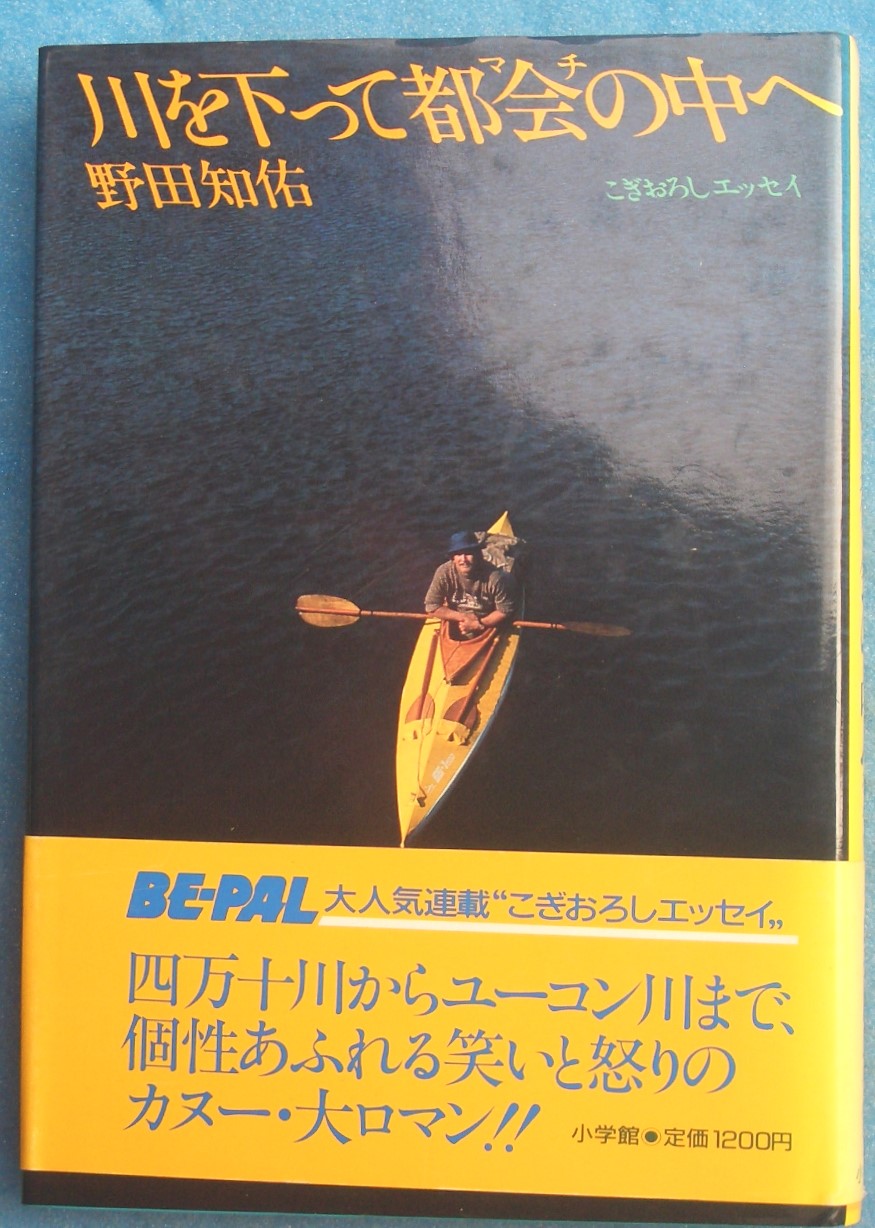 川を下って都会の中へ
マチ
野田知佑
こぎおろしエッセイ
BE-PAL 大人気連載“こぎおろしエッセイ„
四万十川からユーコン川まで、
個性あふれる笑いと怒りの
カヌー・大ロマン!!
小学館●定価1200円